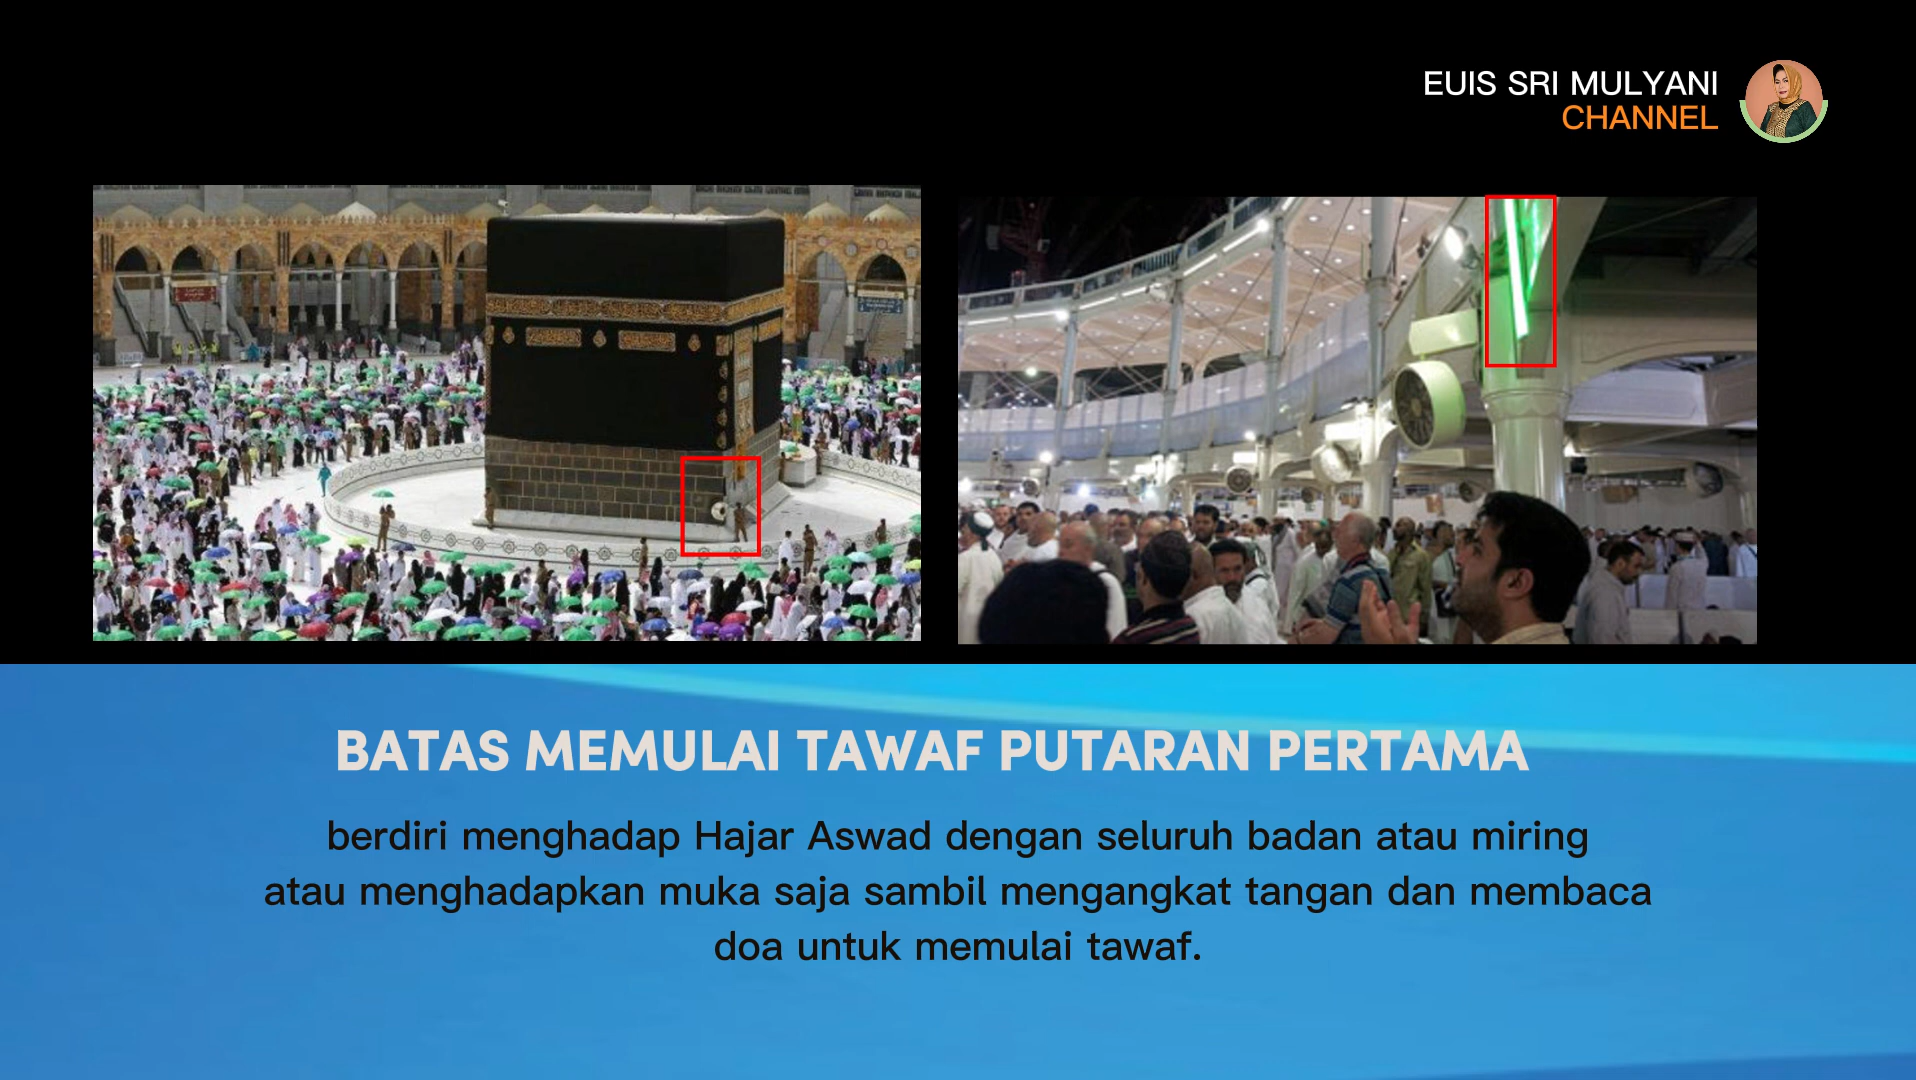 EUIS SRI MULYANI
CHANNEL
BATAS MEMULAI TAWAF PUTARAN PERTAMA
berdiri menghadap Hajar Aswad dengan seluruh badan atau miring
atau menghadapkan muka saja sambil mengangkat tangan dan membaca
doa untuk memulai tawaf.